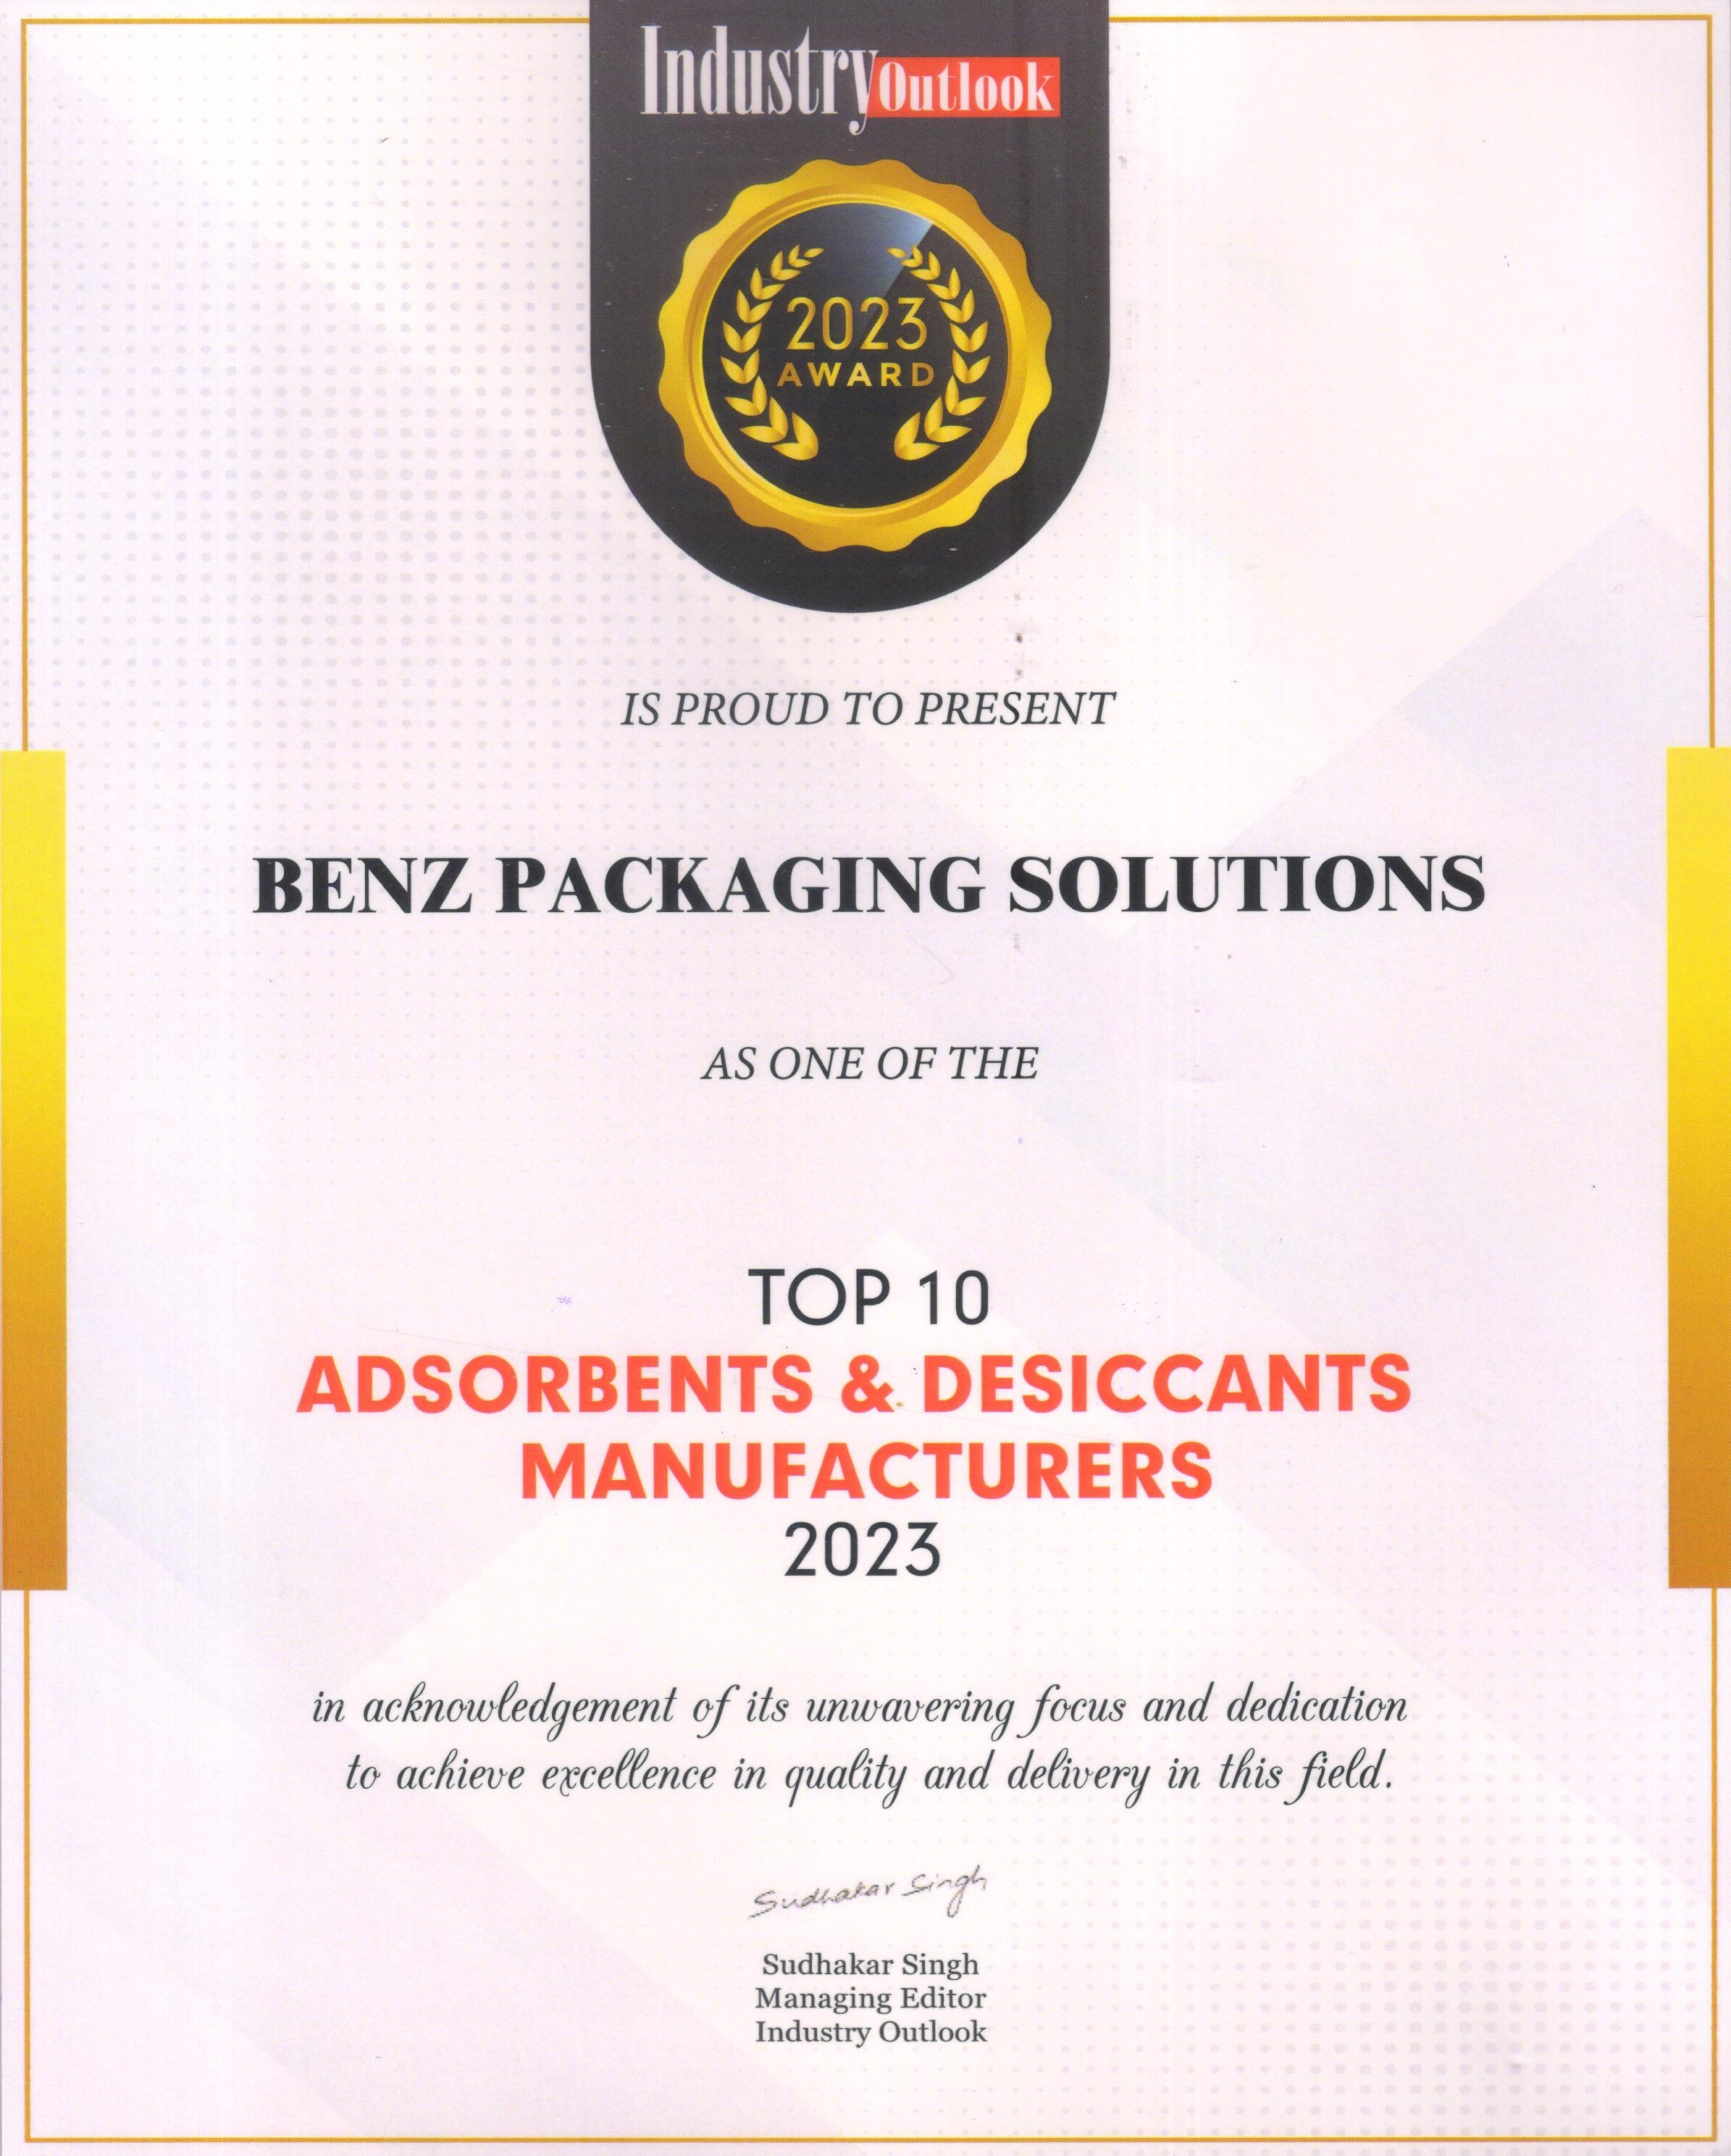 Industry Outlook
2023
AWARD
IS PROUD TO PRESENT
BENZ PACKAGING SOLUTIONS
AS ONE OF THE
TOP 10
ADSORBENTS & DESICCANTS
MANUFACTURERS
2023
in acknowledgement of its unwavering focus and dedication
to achieve excellence in quality and delivery in this field.
Sudhakar Singh
Sudhakar Singh
Managing Editor
Industry Outlook